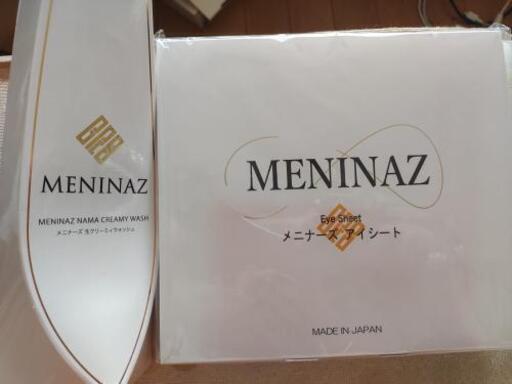 MENINAZ
MENINAZ NAMA CREAMY WASH
メニナーズ 生クリーミィウォッシュ
MENINAZ
Eye Sheet
メニナーズ アイシート
MADE IN JAPAN